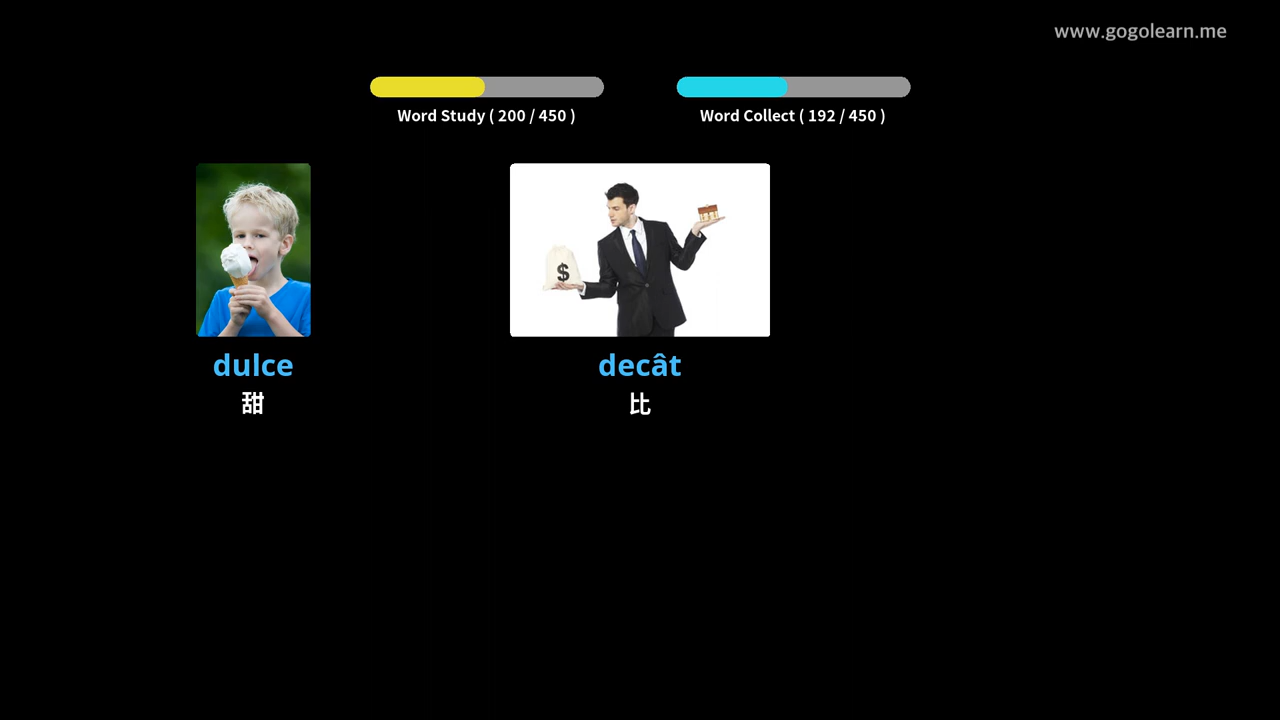 www.gogolearn.me
Word Study ( 200 / 450 )
Word Collect ( 192 / 450 )
$
dulce
decât
甜
比